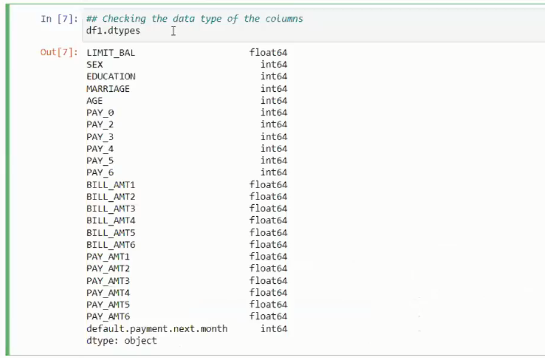 In [7]: ## Checking the data type of the columns
df1.dtypes
Out[7]: LIMIT_BAL float64
SEX int64
EDUCATION int64
MARRIAGE int64
AGE int64
PAY_0 int64
PAY_2 int64
PAY_3 int64
PAY_4 int64
PAY_5 int64
PAY_6 int64
BILL_AMT1 float64
BILL_AMT2 float64
BILL_AMT3 float64
BILL_AMT4 float64
BILL_AMT5 float64
BILL_AMT6 float64
PAY_AMT1 float64
PAY_AMT2 float64
PAY_AMT3 float64
PAY_AMT4 float64
PAY_AMT5 float64
PAY_AMT6 float64
default.payment.next.month int64
dtype: object